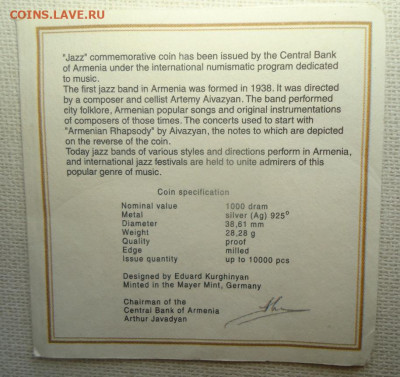 COINS.LAVE.RU
"Jazz" commemorative coin has been issued by the Central Bank
of Armenia under the international numismatic program dedicated
to music.
The first jazz band in Armenia was formed in 1938. It was directed
by a composer and cellist Artemy Aivazyan. The band performed
city folklore, Armenian popular songs and original instrumentations
of composers of those times. The concerts used to start with
"Armenian Rhapsody" by Aivazyan, the notes to which are depicted
on the reverse of the coin.
Today jazz bands of various styles and directions perform in Armenia,
and international jazz festivals are held to unite admirers of this
popular genre of music.
Coin specification
Nominal value 1000 dram
Metal silver (Ag) 925°
Diameter 38,61 mm
Weight 28,28 g
Quality proof
Edge milled
Issue quantity up to 10000 pcs
Designed by Eduard Kurghinyan
Minted in the Mayer Mint, Germany
Chairman of the
Central Bank of Armenia
Arthur Javadyan